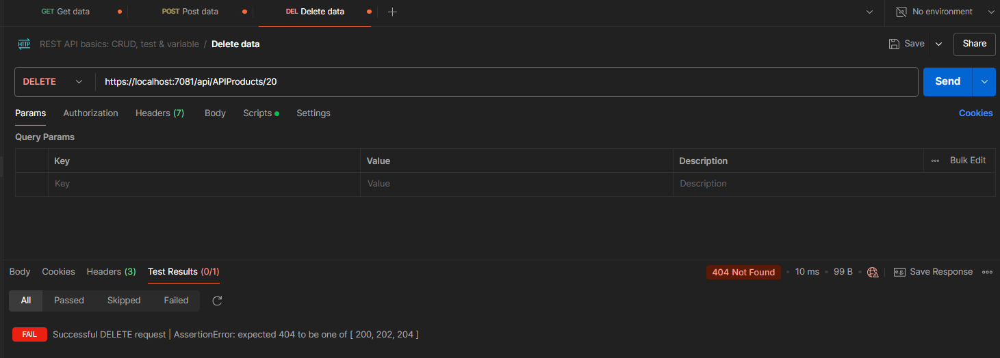 GET Get data POST Post data DEL Delete data No environment
HTTP REST API basics: CRUD, test & variable / Delete data Save Share
DELETE https://localhost:7081/api/APIProducts/20 Send
Params Authorization Headers (7) Body Scripts Settings Cookies
Query Params
Key Value Description Bulk Edit
Key Value Description
Body Cookies Headers (3) Test Results (0/1) 404 Not Found 10 ms 99 B e.g. Save Response
All Passed Skipped Failed
FAIL Successful DELETE request | AssertionError: expected 404 to be one of [ 200, 202, 204 ]